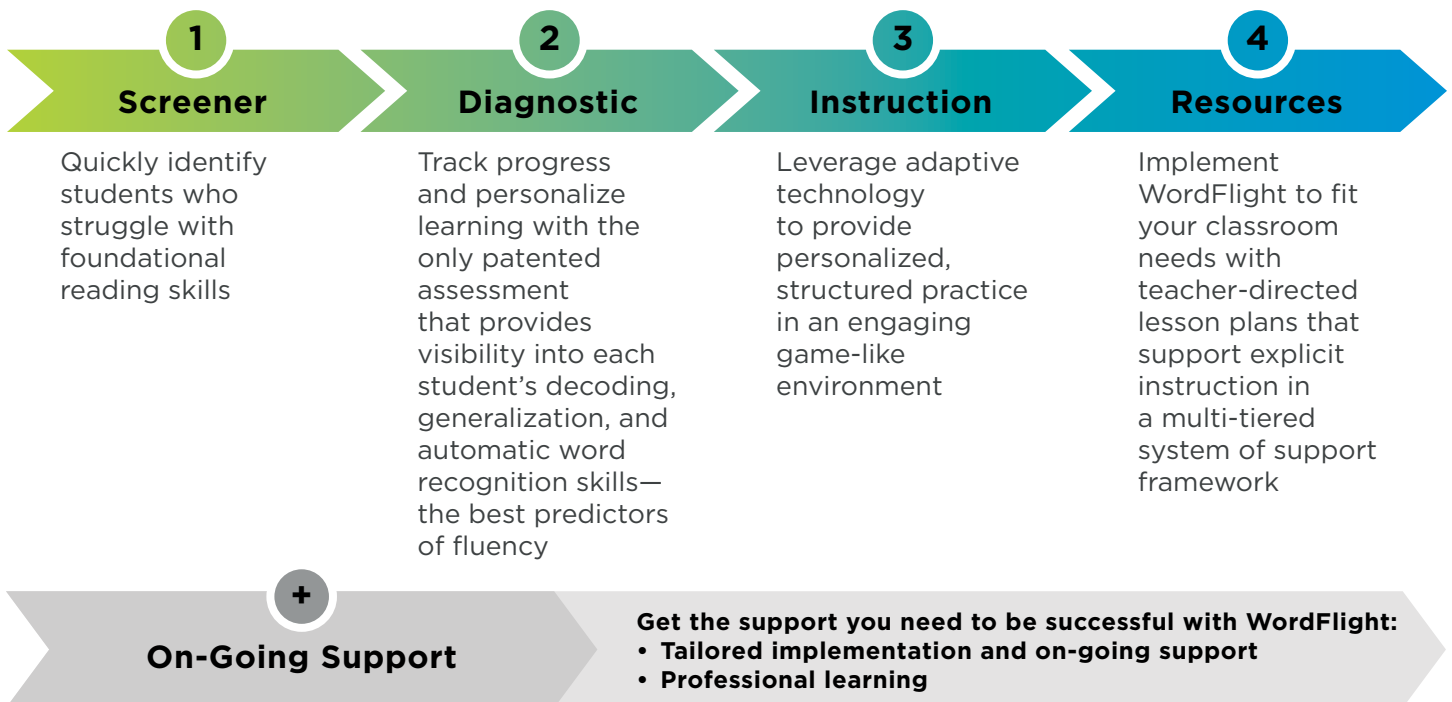 1
Screener
Quickly identify
students who
struggle with
foundational
reading skills
2
Diagnostic
Track progress
and personalize
learning with the
only patented
assessment
that provides
visibility into each
student’s decoding,
generalization, and
automatic word
recognition skills—
the best predictors
of fluency
3
Instruction
Leverage adaptive
technology
to provide
personalized,
structured practice
in an engaging
game-like
environment
4
Resources
Implement
WordFlight to fit
your classroom
needs with
teacher-directed
lesson plans that
support explicit
instruction in
a multi-tiered
system of support
framework
+
On-Going Support
Get the support you need to be successful with WordFlight:
• Tailored implementation and on-going support
• Professional learning